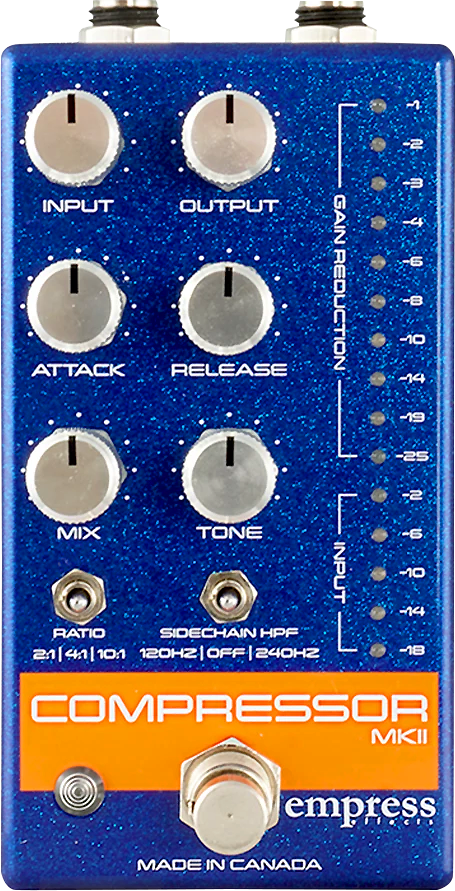 INPUT
OUTPUT
ATTACK
RELEASE
MIX
TONE
GAIN REDUCTION
-1
-2
-3
-4
-6
-8
-10
-14
-19
-25
INPUT
-2
-6
-10
-14
-18
RATIO
2:1|4:1|10:1
SIDECHAIN HPF
120HZ|OFF|240HZ
COMPRESSOR
MKII
empress
effects
MADE IN CANADA